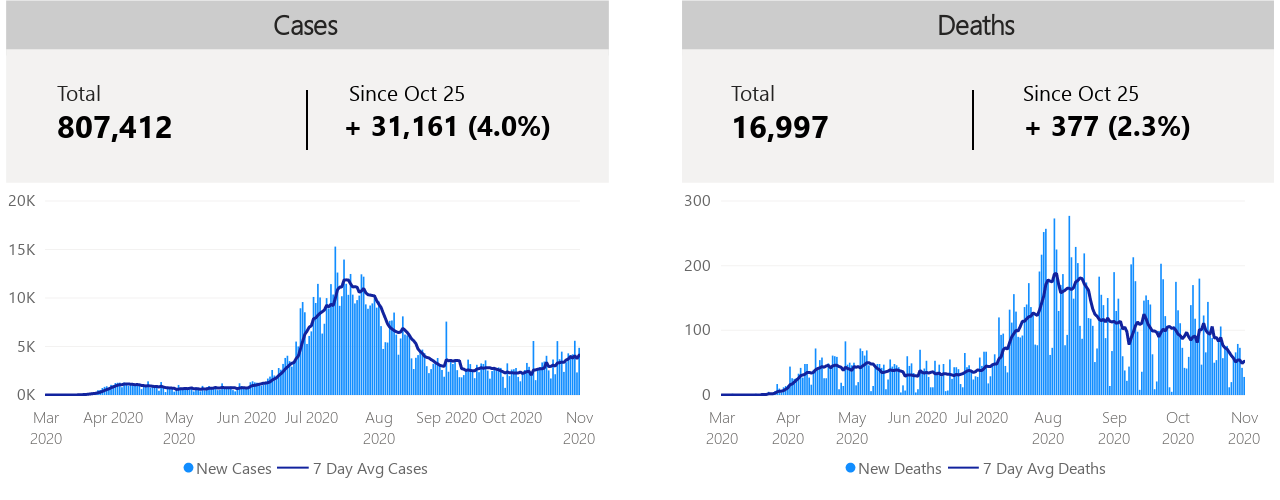 Cases
Total
Since Oct 25
807,412
+ 31,161 (4.0%)
20K
15K
10K
5K
0K
Mar 2020
Apr 2020
May 2020
Jun 2020
Jul 2020
Aug 2020
Sep 2020
Oct 2020
Nov 2020
New Cases
7 Day Avg Cases
Deaths
Total
Since Oct 25
16,997
+ 377 (2.3%)
300
200
100
0
Mar 2020
Apr 2020
May 2020
Jun 2020
Jul 2020
Aug 2020
Sep 2020
Oct 2020
Nov 2020
New Deaths
7 Day Avg Deaths